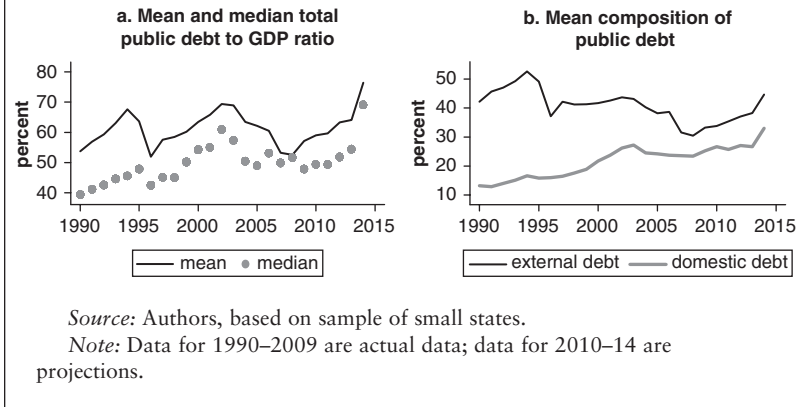 a. Mean and median total
public debt to GDP ratio
percent
80
70
60
50
40
1990 1995 2000 2005 2010 2015
mean median
b. Mean composition of
public debt
percent
50
40
30
20
10
1990 1995 2000 2005 2010 2015
external debt domestic debt
Source: Authors, based on sample of small states.
Note: Data for 1990–2009 are actual data; data for 2010–14 are
projections.